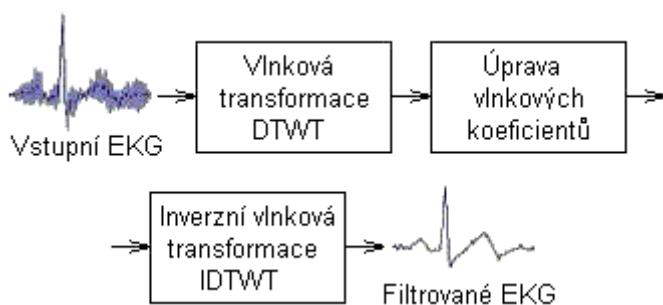 Vstupní EKG
Vlnková
transformace
DTWT
Úprava
vlnkových
koeficientů
Inverzní vlnková
transformace
IDTWT
Filtrované EKG